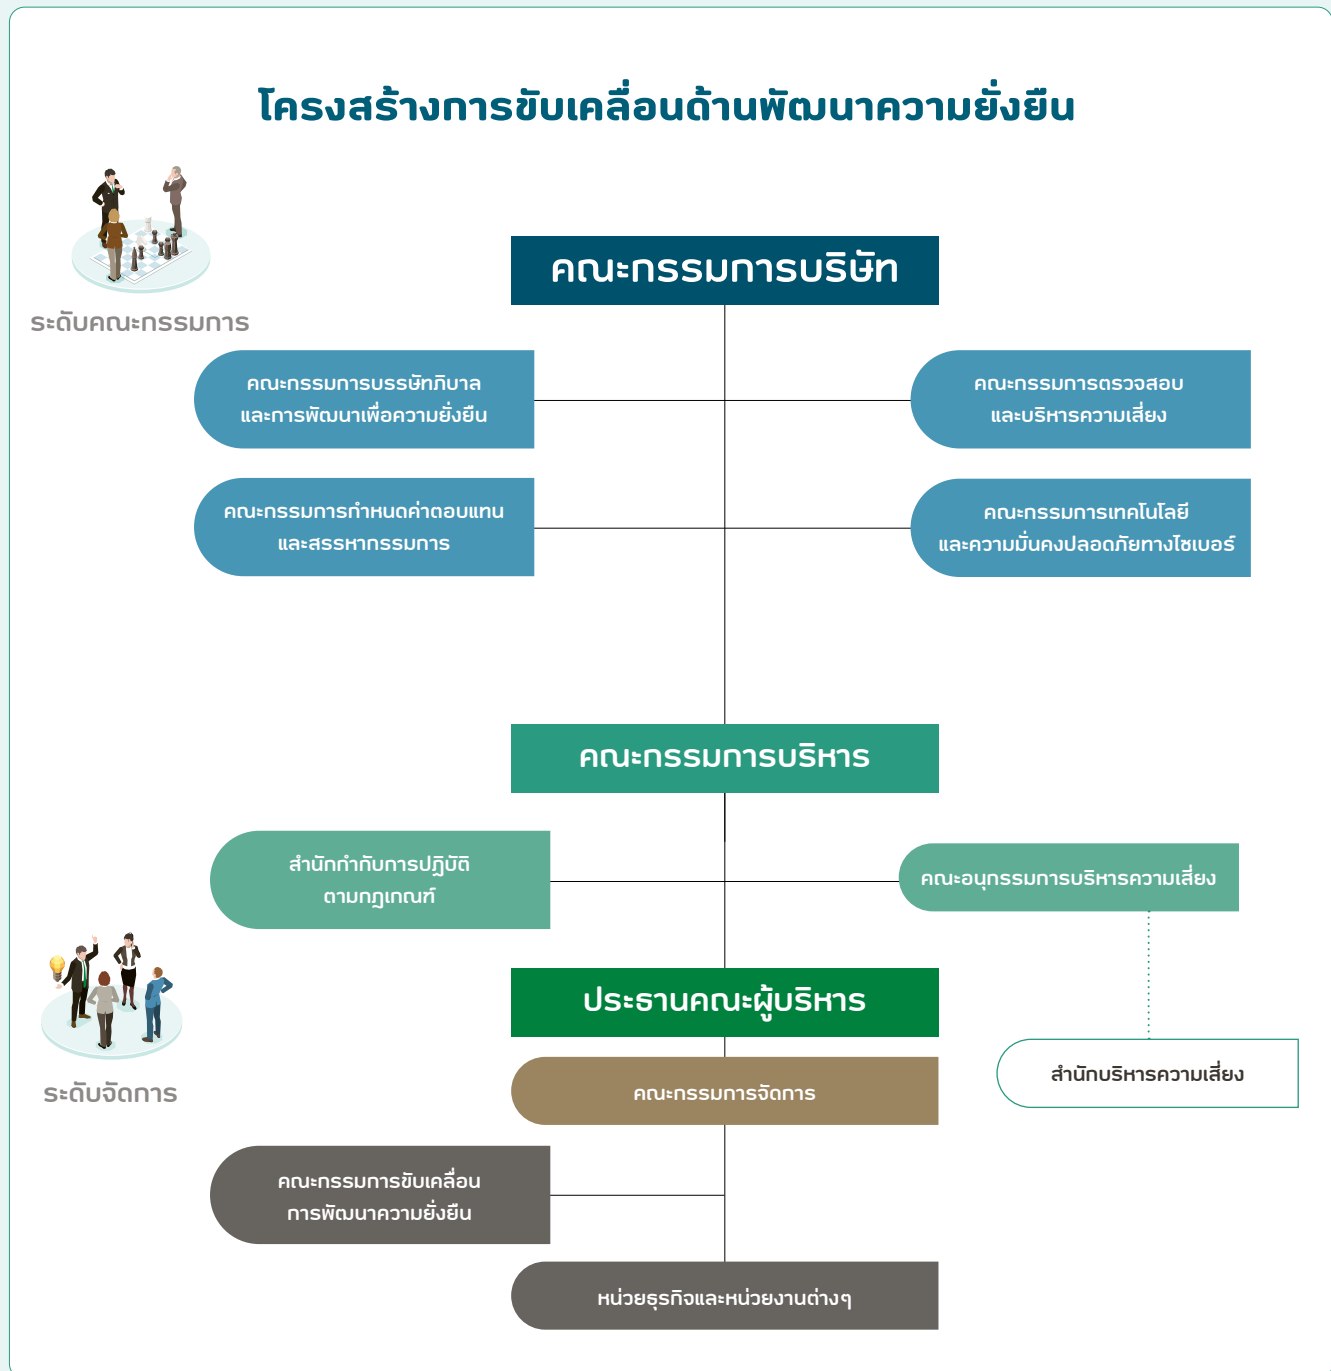 โครงสร้างการขับเคลื่อนด้านพัฒนาความยั่งยืน
ระดับคณะกรรมการ
คณะกรรมการบริษัท
คณะกรรมการบรรษัทภิบาล
และการพัฒนาเพื่อความยั่งยืน
คณะกรรมการตรวจสอบ
และบริหารความเสี่ยง
คณะกรรมการกำหนดค่าตอบแทน
และสรรหากรรมการ
คณะกรรมการเทคโนโลยี
และความมั่นคงปลอดภัยทางไซเบอร์
คณะกรรมการบริหาร
สำนักกำกับการปฏิบัติ
ตามกฎเกณฑ์
คณะอนุกรรมการบริหารความเสี่ยง
ระดับจัดการ
ประธานคณะผู้บริหาร
สำนักบริหารความเสี่ยง
คณะกรรมการจัดการ
คณะกรรมการขับเคลื่อน
การพัฒนาความยั่งยืน
หน่วยธุรกิจและหน่วยงานต่างๆ